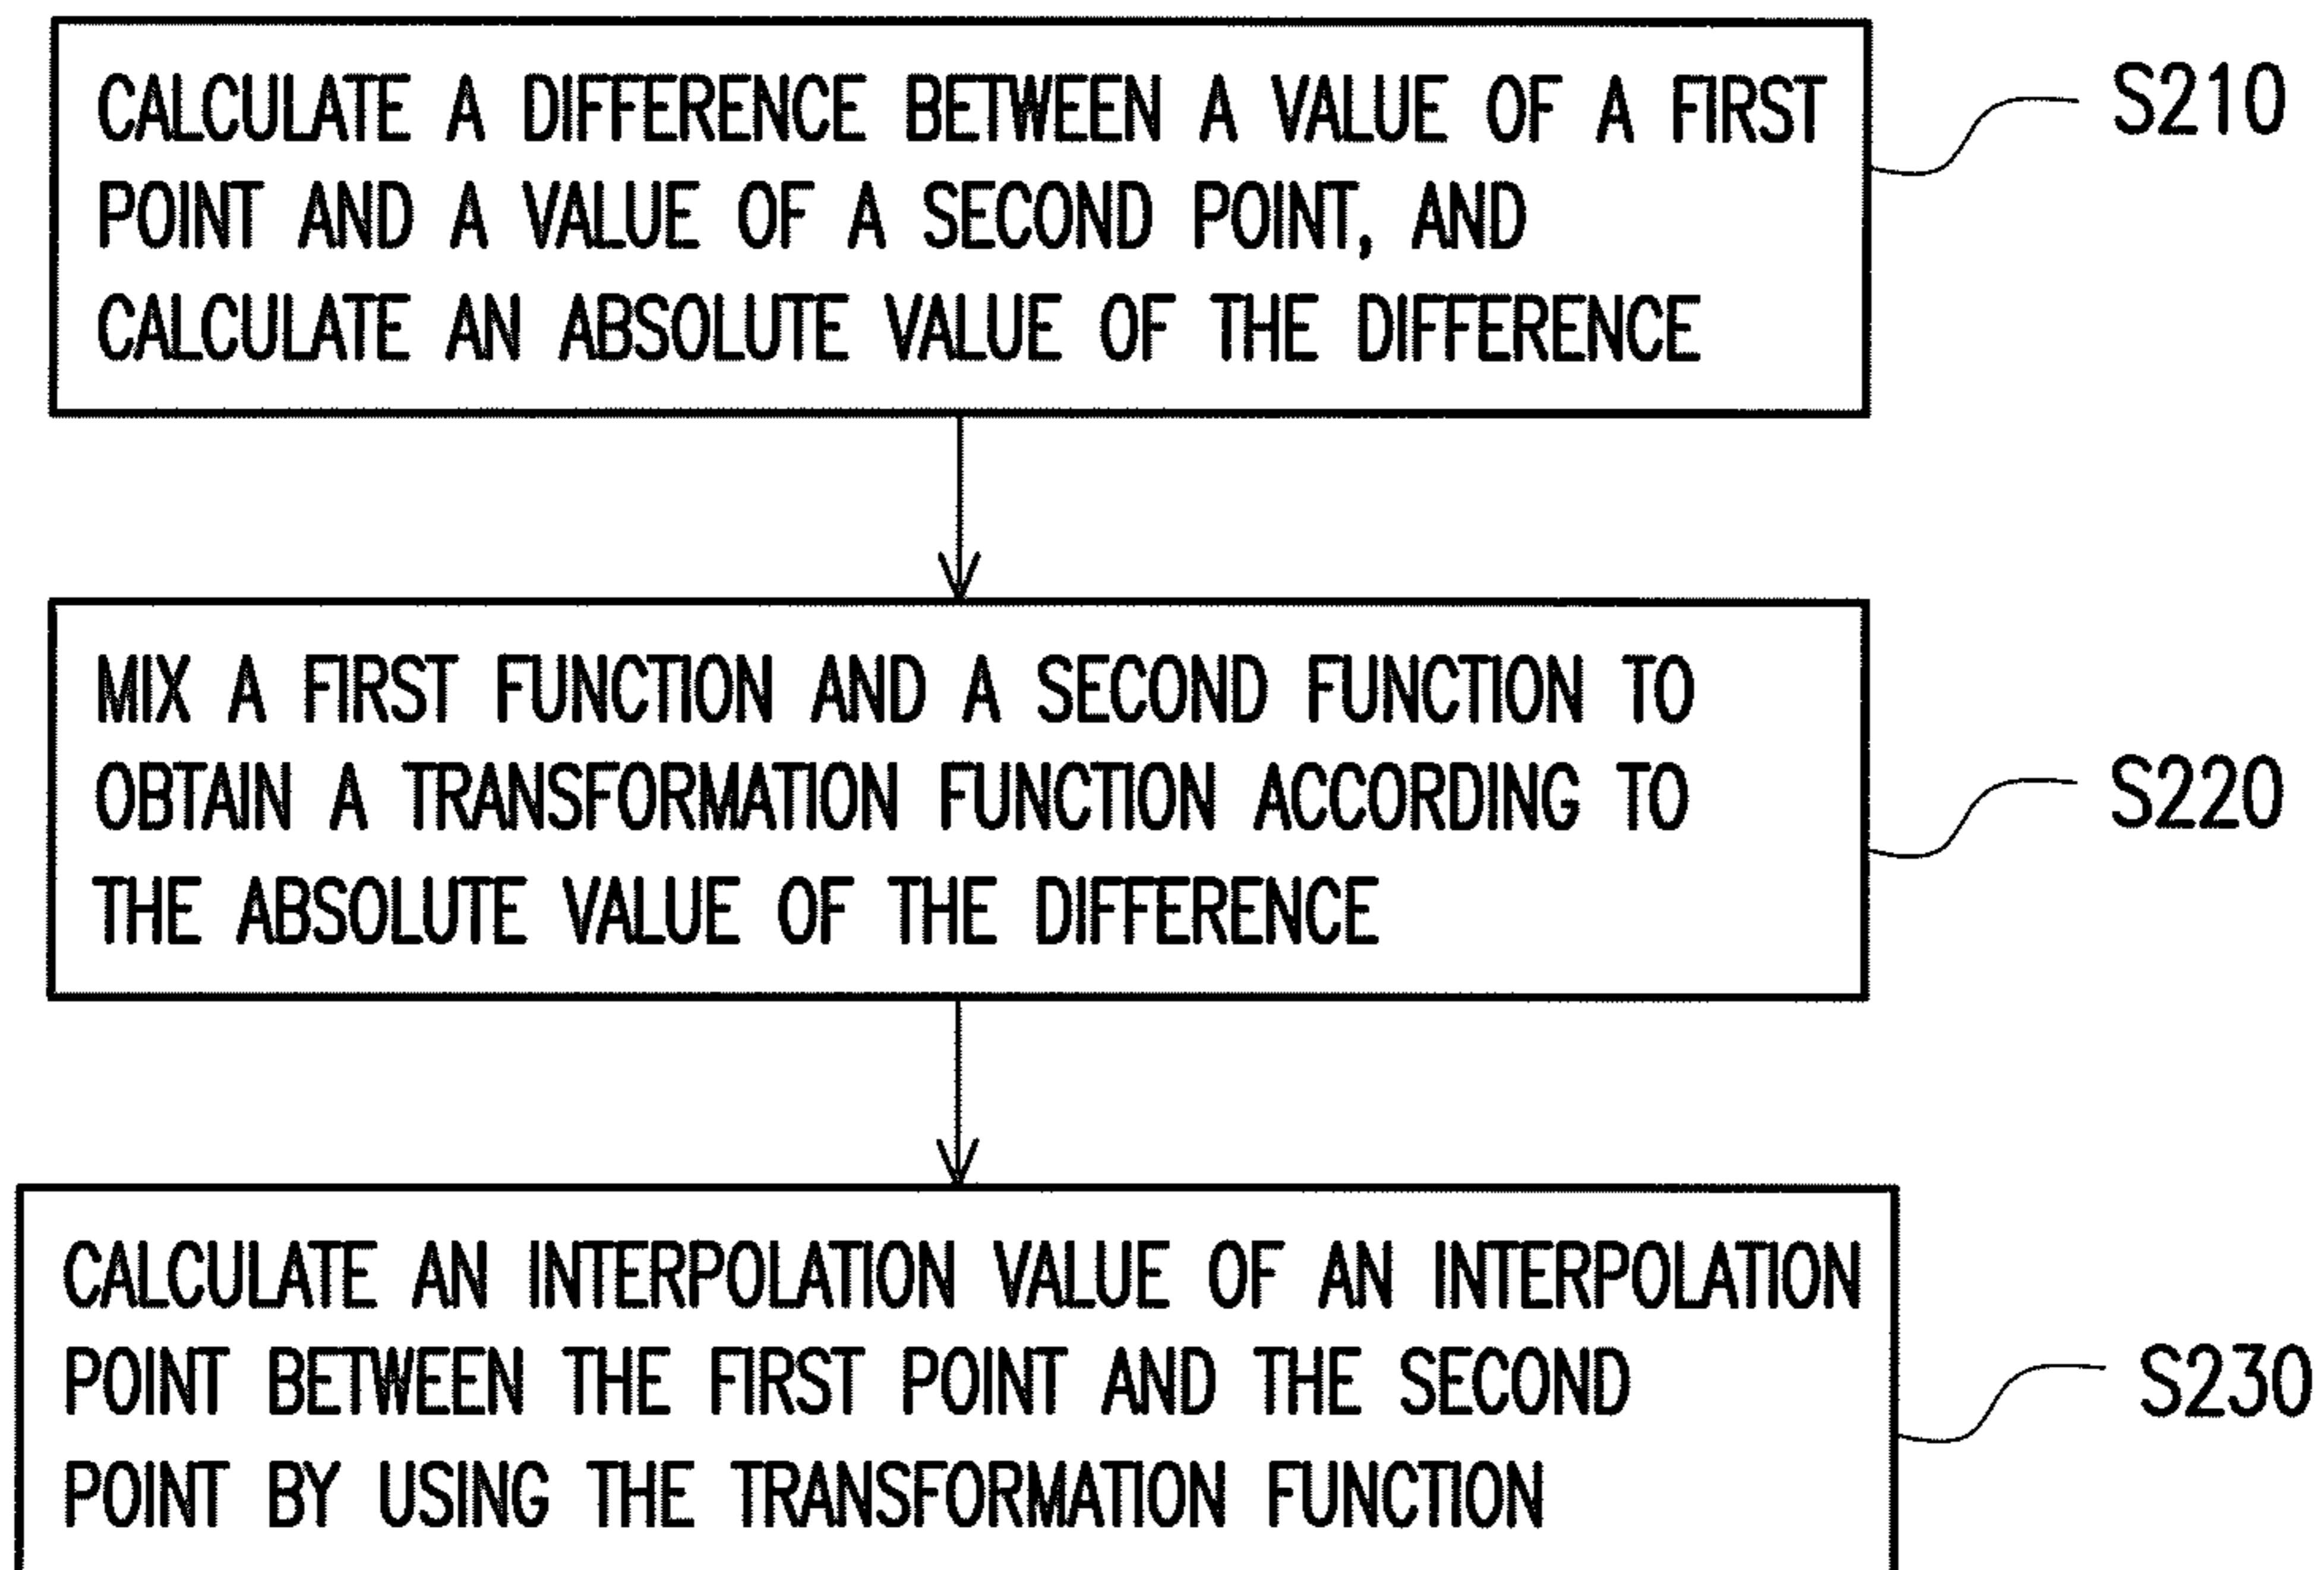 CALCULATE A DIFFERENCE BETWEEN A VALUE OF A FIRST
POINT AND A VALUE OF A SECOND POINT, AND
CALCULATE AN ABSOLUTE VALUE OF THE DIFFERENCE
S210
MIX A FIRST FUNCTION AND A SECOND FUNCTION TO
OBTAIN A TRANSFORMATION FUNCTION ACCORDING TO
THE ABSOLUTE VALUE OF THE DIFFERENCE
S220
CALCULATE AN INTERPOLATION VALUE OF AN INTERPOLATION
POINT BETWEEN THE FIRST POINT AND THE SECOND
POINT BY USING THE TRANSFORMATION FUNCTION
S230